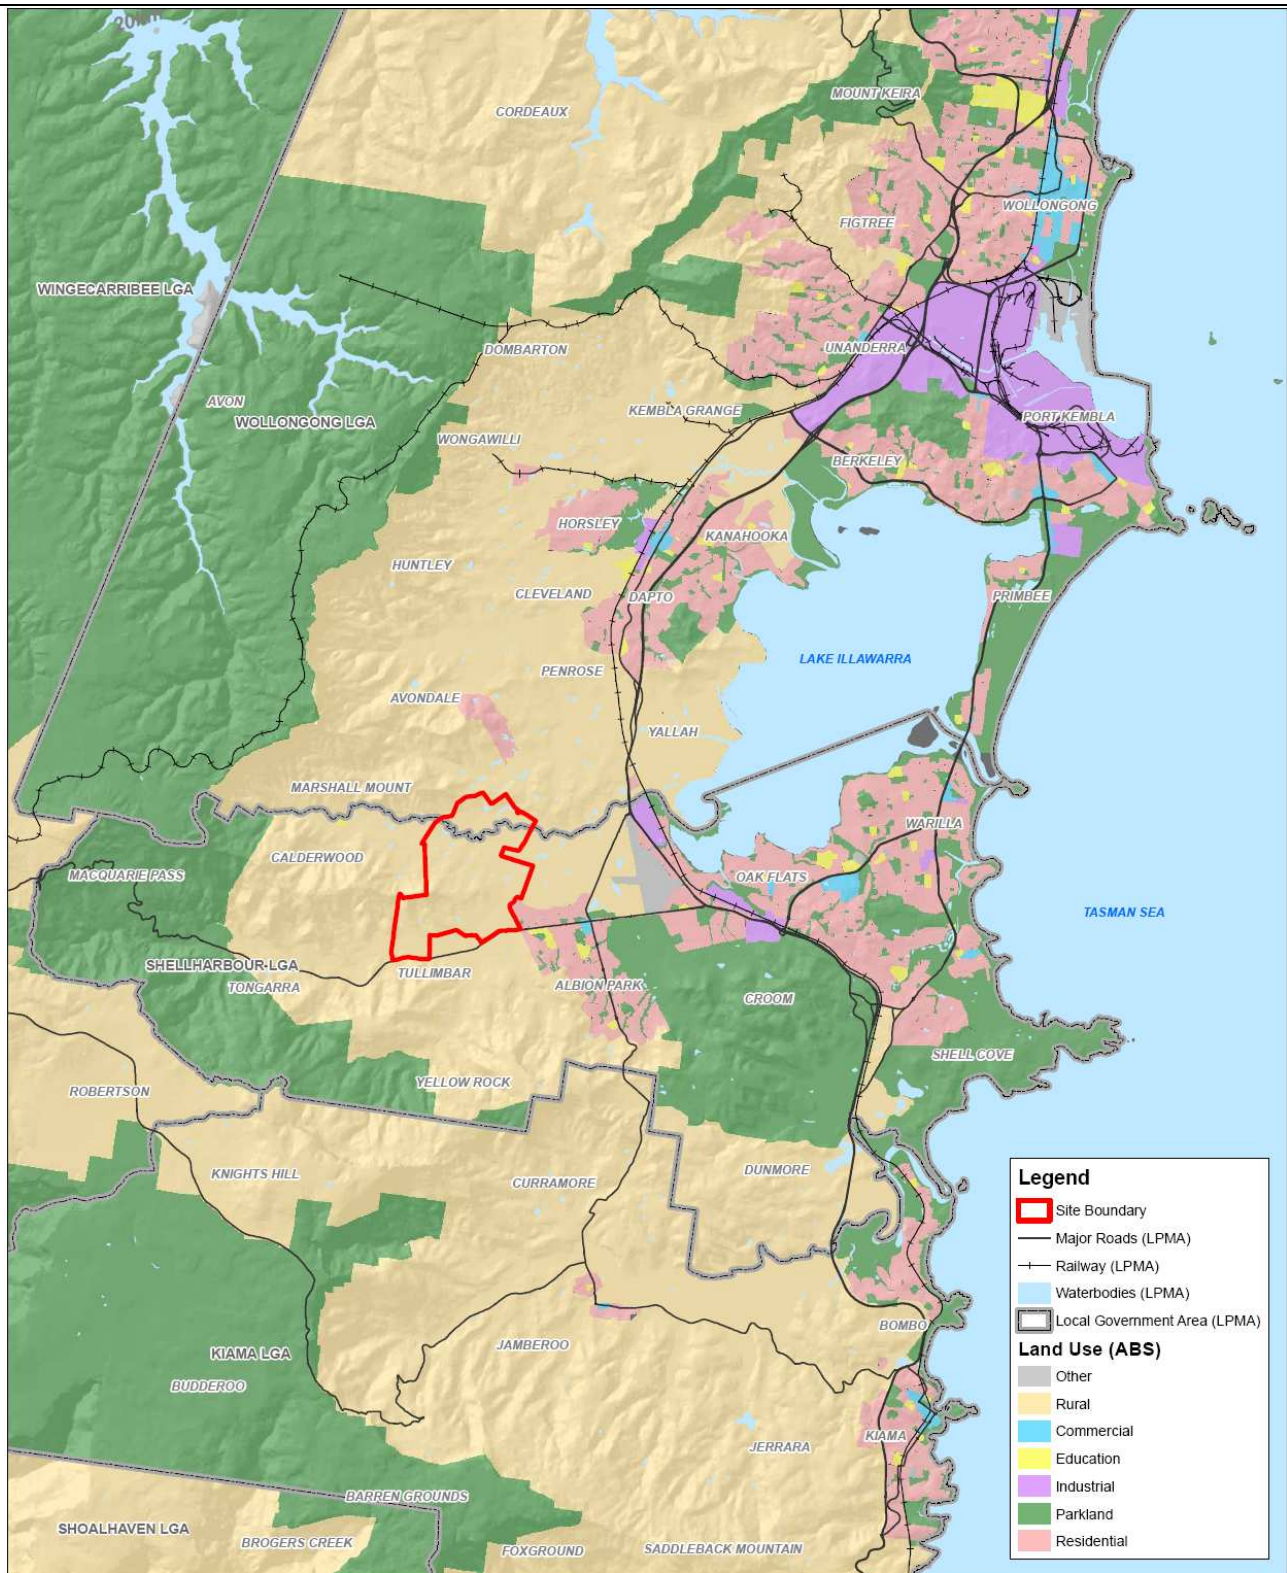 CORDEAUX
MOUNT KEIRA
FIGTREE
WOLLONGONG
WINGECARRIBEE LGA
DOMBARTON
UNANDERRA
AVON
WOLLONGONG LGA
KEMBLA GRANGE
PORT KEMBLA
WONGAWILLI
BERKELEY
HORSLEY
KANAHOOKA
HUNTLEY
CLEVELAND
DAPTO
PRIMBEE
LAKE ILLAWARRA
PENROSE
AVONDALE
YALLAH
MARSHALL MOUNT
WARILLA
CALDERWOOD
MACQUARIE PASS
OAK FLATS
TASMAN SEA
SHELLHARBOUR LGA
TULLIMBAR
TONGARRA
ALBION PARK
CROOM
SHELL COVE
YELLOW ROCK
ROBERTSON
KNIGHTS HILL
CURRAMORE
DUNMORE
BOMBO
JAMBEROO
KIAMA LGA
BUDDEROO
KIAMA
JERRARA
BARREN GROUNDS
SHOALHAVEN LGA
BROGERS CREEK
FOXGROUND
SADDLEBACK MOUNTAIN
Legend
Site Boundary
Major Roads (LPMA)
Railway (LPMA)
Waterbodies (LPMA)
Local Government Area (LPMA)
Land Use (ABS)
Other
Rural
Commercial
Education
Industrial
Parkland
Residential